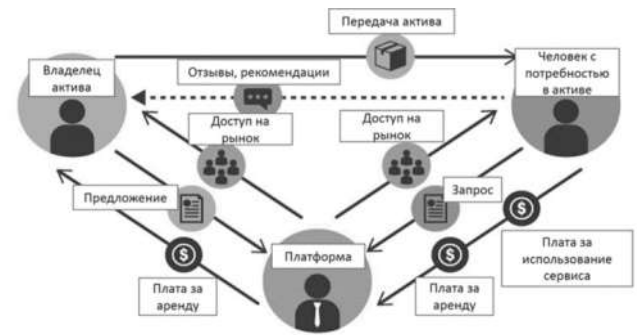 Передача актива
Владелец
актива
Отзывы, рекомендации
Человек с
потребностью
в активе
Доступ на
рынок
Доступ на
рынок
Предложение
Запрос
Платформа
Плата за
использование
сервиса
Плата за
аренду
Плата за
аренду